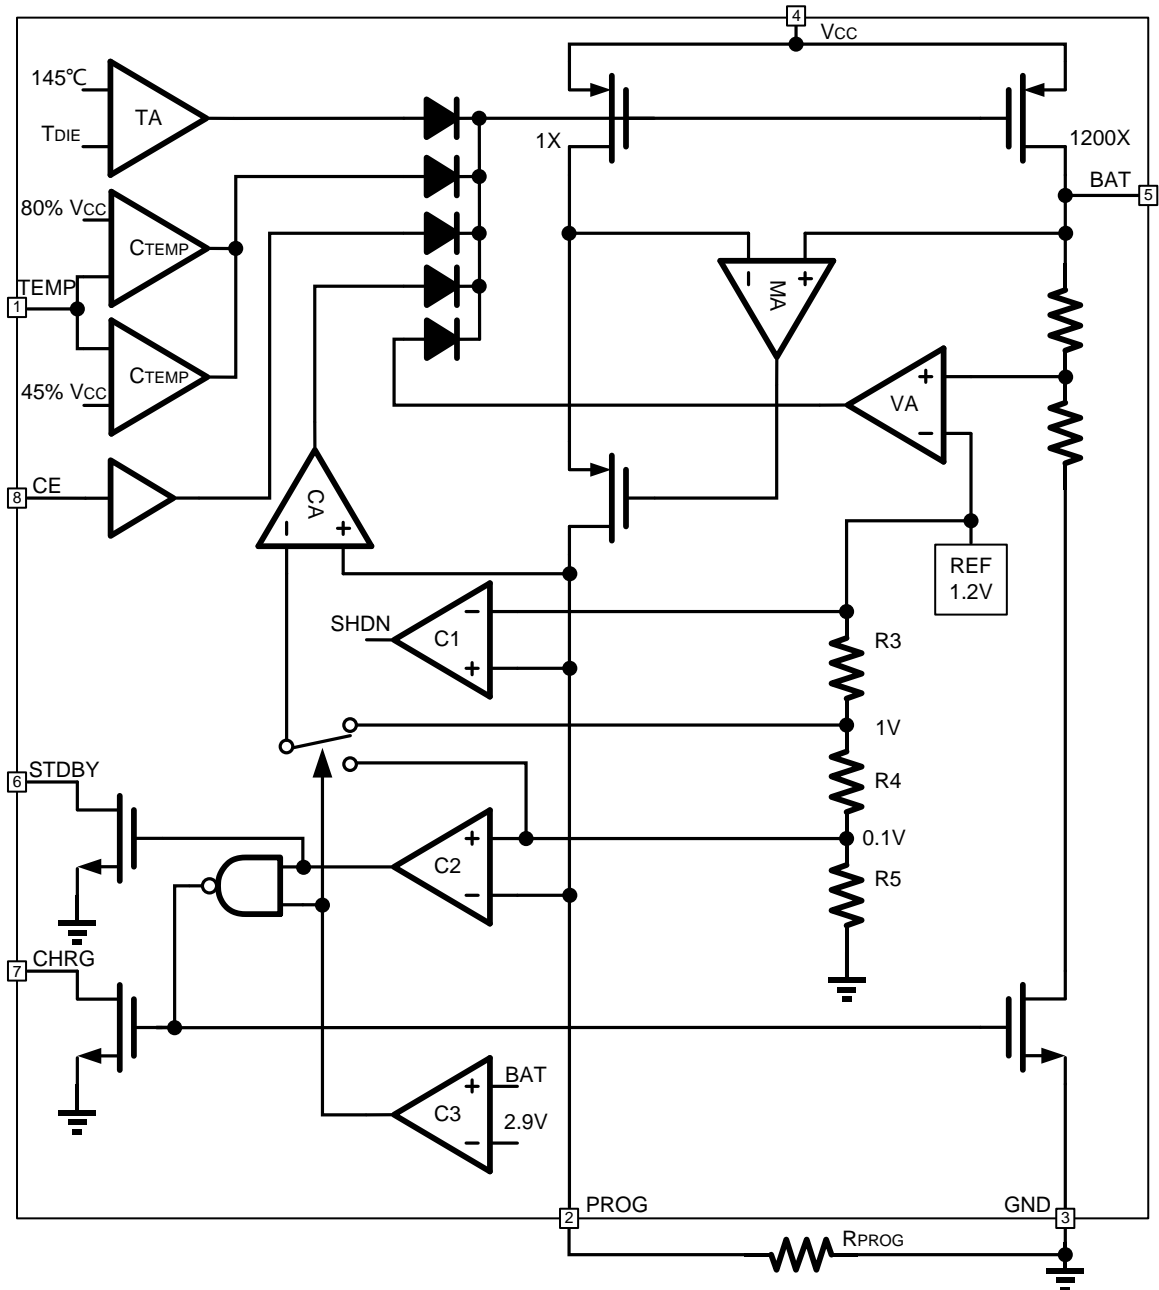 4
VCC
145℃
TA
TDIE
1X
1200X
BAT
5
80% VCC
CTEMP
TEMP
1
- +
MA
CTEMP
45% VCC
+
VA
-
8
CE
CA
- +
REF
1.2V
SHDN
-
C1
+
R3
1V
6
STDBY
R4
+
0.1V
C2
-
R5
7
CHRG
+
BAT
C3
2.9V
-
2
PROG
GND
3
RPROG